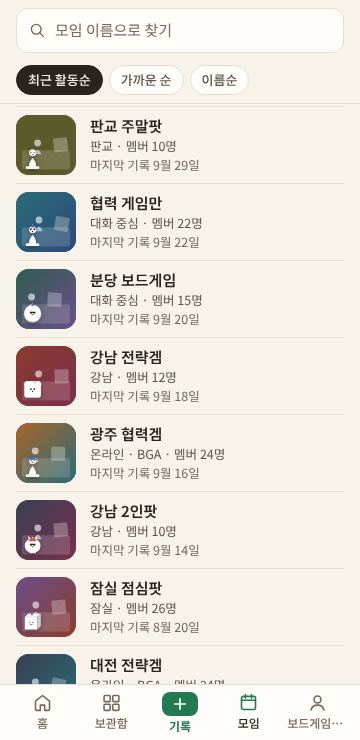 모임 이름으로 찾기
최근 활동순
가까운 순
이름순
판교 주말팟
판교 · 멤버 10명
마지막 기록 9월 29일
협력 게임만
대화 중심 · 멤버 22명
마지막 기록 9월 22일
분당 보드게임
대화 중심 · 멤버 15명
마지막 기록 9월 20일
강남 전략겜
강남 · 멤버 12명
마지막 기록 9월 18일
광주 협력겜
온라인 · BGA · 멤버 24명
마지막 기록 9월 16일
강남 2인팟
강남 · 멤버 10명
마지막 기록 9월 14일
잠실 점심팟
잠실 · 멤버 26명
마지막 기록 8월 20일
대전 전략겜
온라인 · BGA · 멤버 24명
홈
보관함
기록
모임
보드게임…